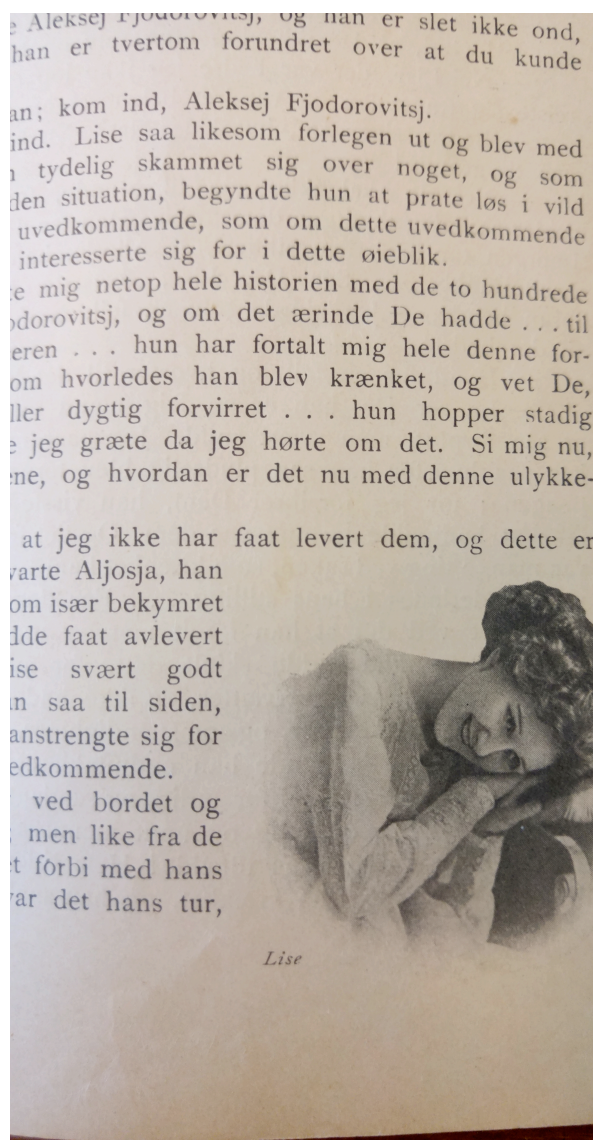 Aleksej Fjodorovitsj, og han er slet ikke ond,
han er tvertom forundret over at du kunde
an; kom ind, Aleksej Fjodorovitsj.
ind. Lise saa likesom forlegen ut og blev med
tydelig skammet sig over noget, og som
den situation, begyndte hun at prate løs i vild
uvedkommende, som om dette uvedkommende
interesserte sig for i dette øieblik.
mig netop hele historien med de to hundrede
dorovitsj, og om det ærinde De hadde . . . til
eren . . . hun har fortalt mig hele denne for-
om hvorledes han blev krænket, og vet De,
ller dygtig forvirret . . . hun hopper stadig
jeg græte da jeg hørte om det. Si mig nu,
ne, og hvordan er det nu med denne ulykke-
at jeg ikke har faat levert dem, og dette er
varte Aljosja, han
om især bekymret
dde faat avlevert
ise svært godt
n saa til siden,
anstrengte sig for
edkommende.
ved bordet og
men like fra de
t forbi med hans
ar det hans tur,
Lise